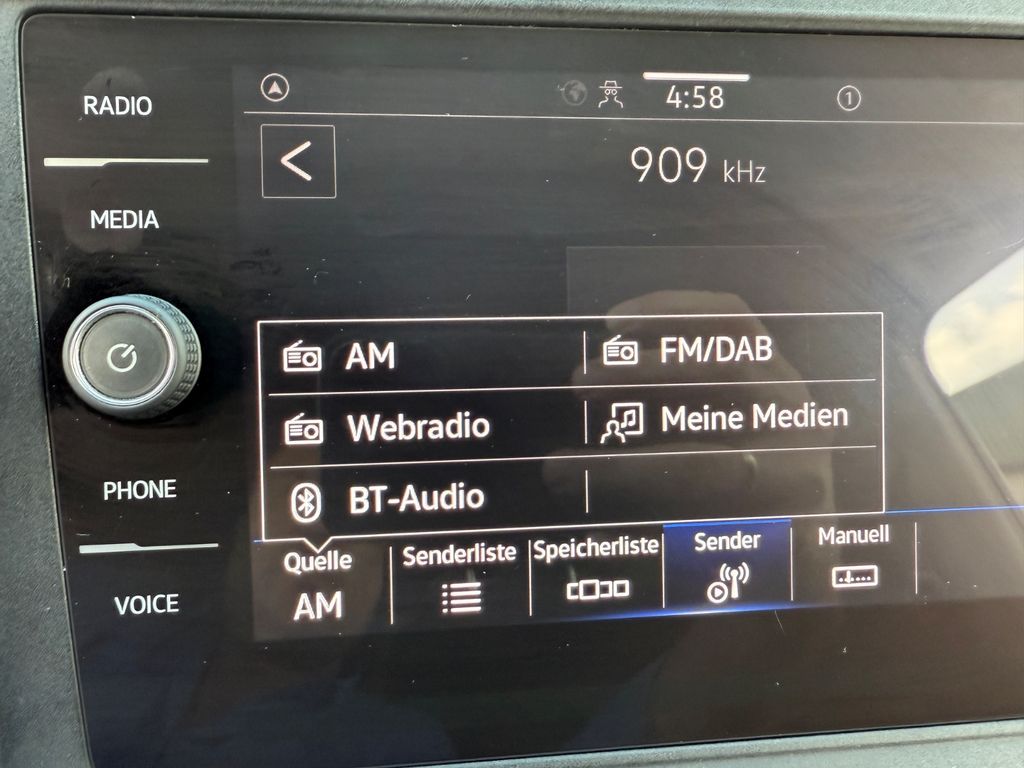 RADIO
MEDIA
PHONE
VOICE
4:58
1
909 kHz
AM
FM/DAB
Webradio
Meine Medien
BT-Audio
Quelle
AM
Senderliste
Speicherliste
Sender
Manuell